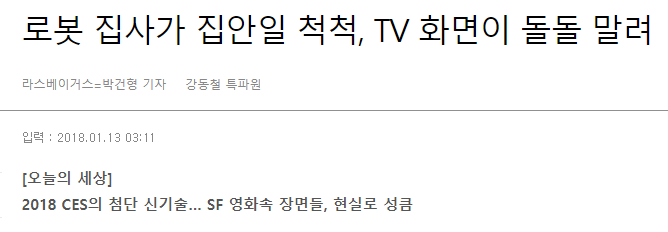 로봇 집사가 집안일 척척, TV 화면이 돌돌 말려
라스베이거스=박건형 기자 강동철 특파원
입력 : 2018.01.13 03:11
[오늘의 세상]
2018 CES의 첨단 신기술... SF 영화속 장면들, 현실로 성큼